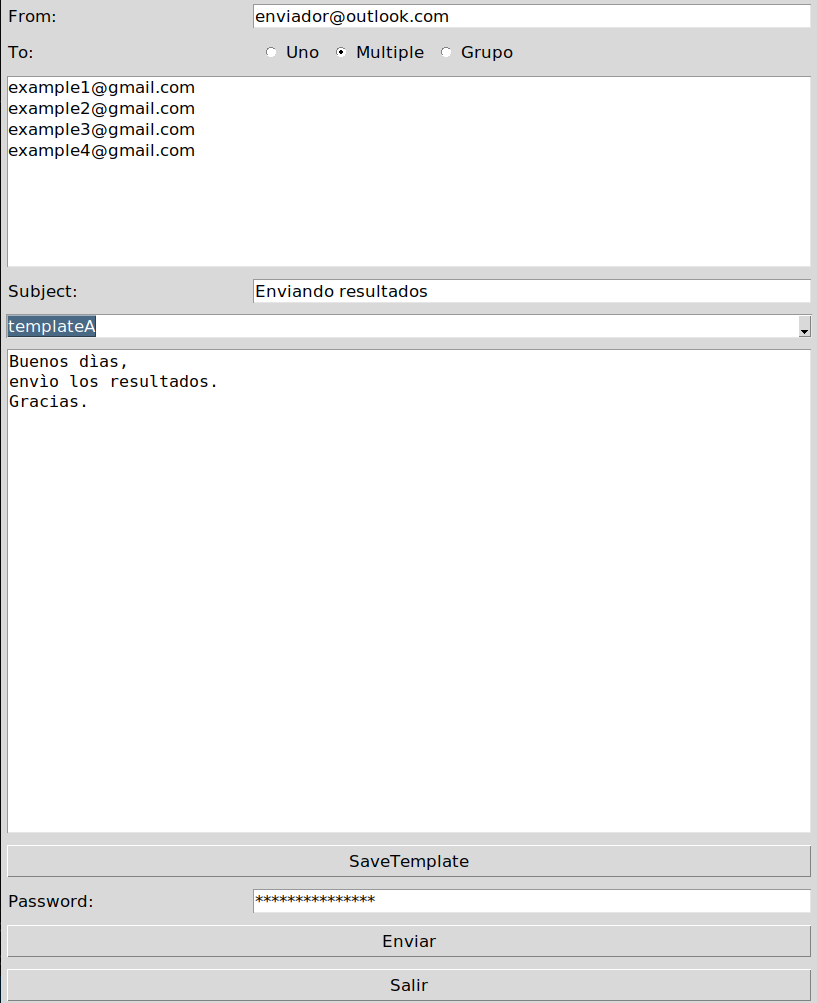 From: enviador@outlook.com
To: Uno Multiple Grupo
example1@gmail.com
example2@gmail.com
example3@gmail.com
example4@gmail.com
Subject: Enviando resultados
templateA
Buenos dìas,
envìo los resultados.
Gracias.
SaveTemplate
Password: ***************
Enviar
Salir